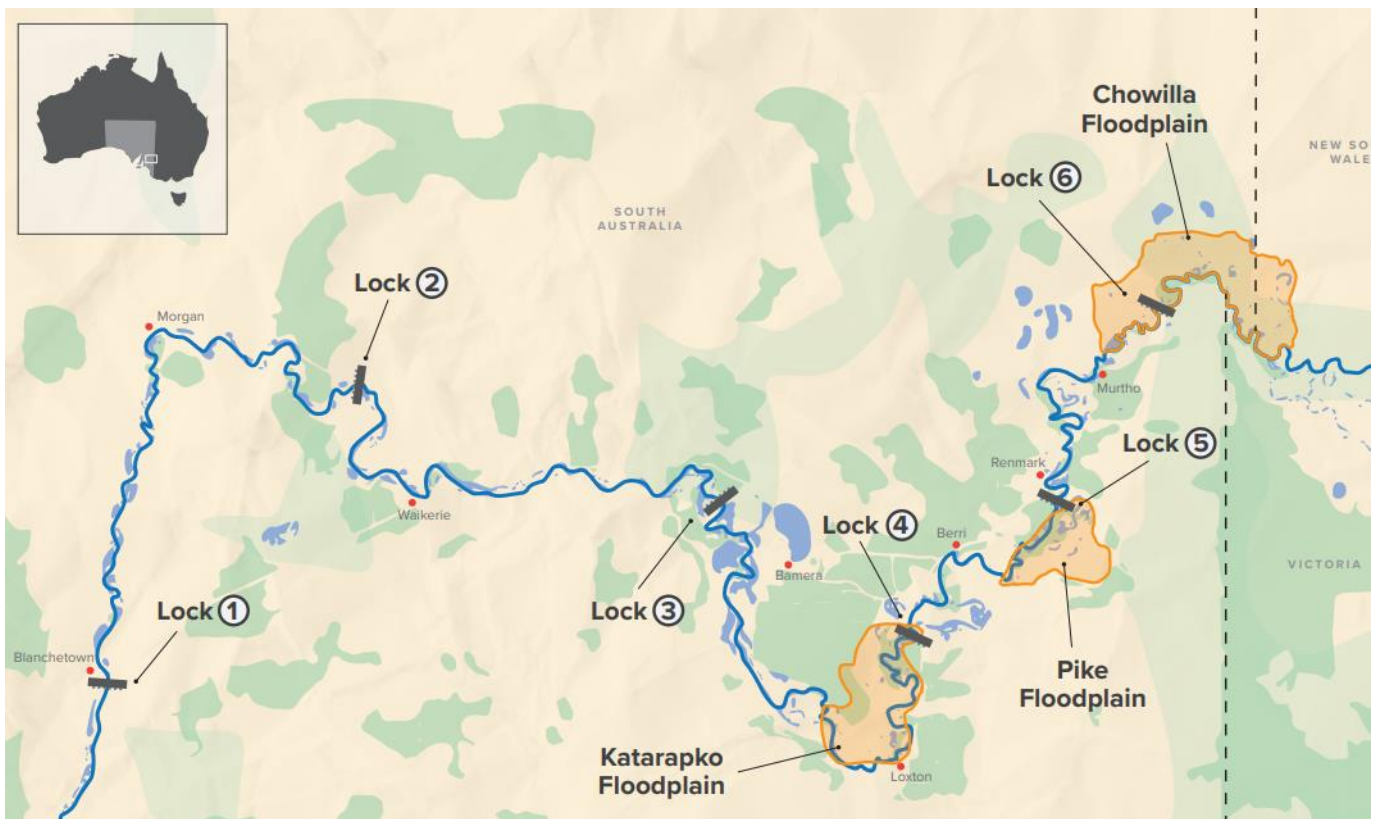 Chowilla
Floodplain
NEW SO
WALE
Lock 6
SOUTH
AUSTRALIA
Lock 2
Morgan
Murtho
Lock 5
Renmark
Waikerie
Lock 4
Berri
VICTORIA
Bamera
Lock 3
Lock 1
Blanchetown
Pike
Floodplain
Katarapko
Floodplain
Loxton